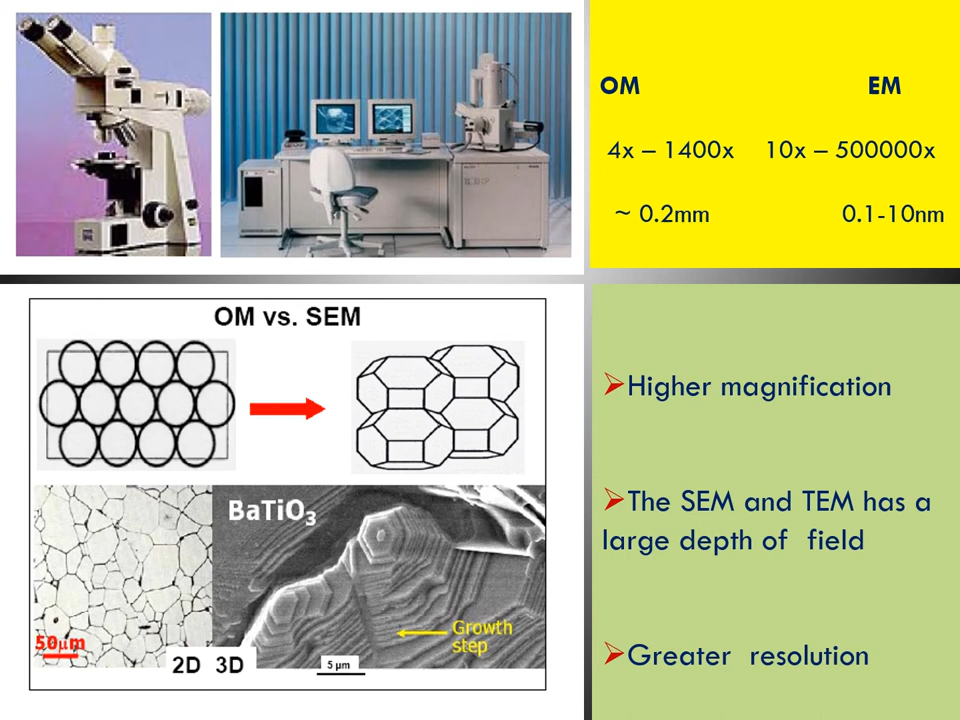 OM EM
4x – 1400x 10x – 500000x
~ 0.2mm 0.1-10nm
OM vs. SEM
BaTiO3
Growth
step
50μm
2D 3D
5 μm
➢Higher magnification
➢The SEM and TEM has a
large depth of field
➢Greater resolution